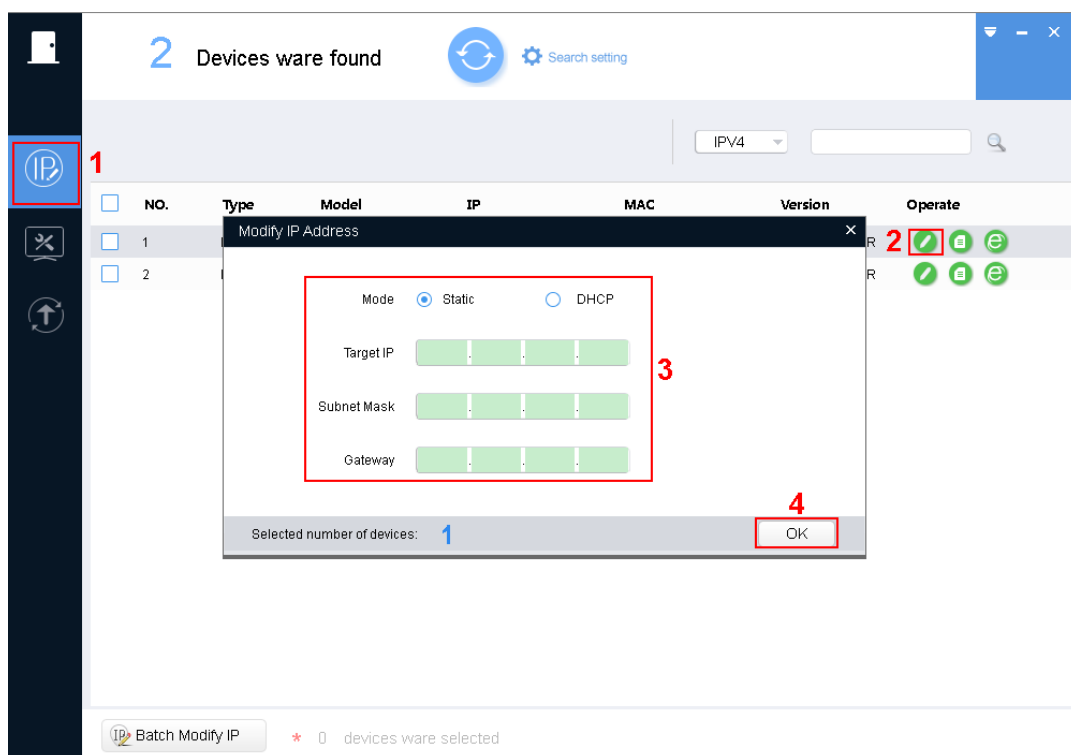 2 Devices ware found
Search setting
IP
1
IPV4
NO. Type Model IP MAC Version Operate
1 R 2
2 R
Modify IP Address
Mode Static DHCP
Target IP . . .
3
Subnet Mask . . .
Gateway . . .
4
Selected number of devices: 1 OK
IP Batch Modify IP * 0 devices ware selected